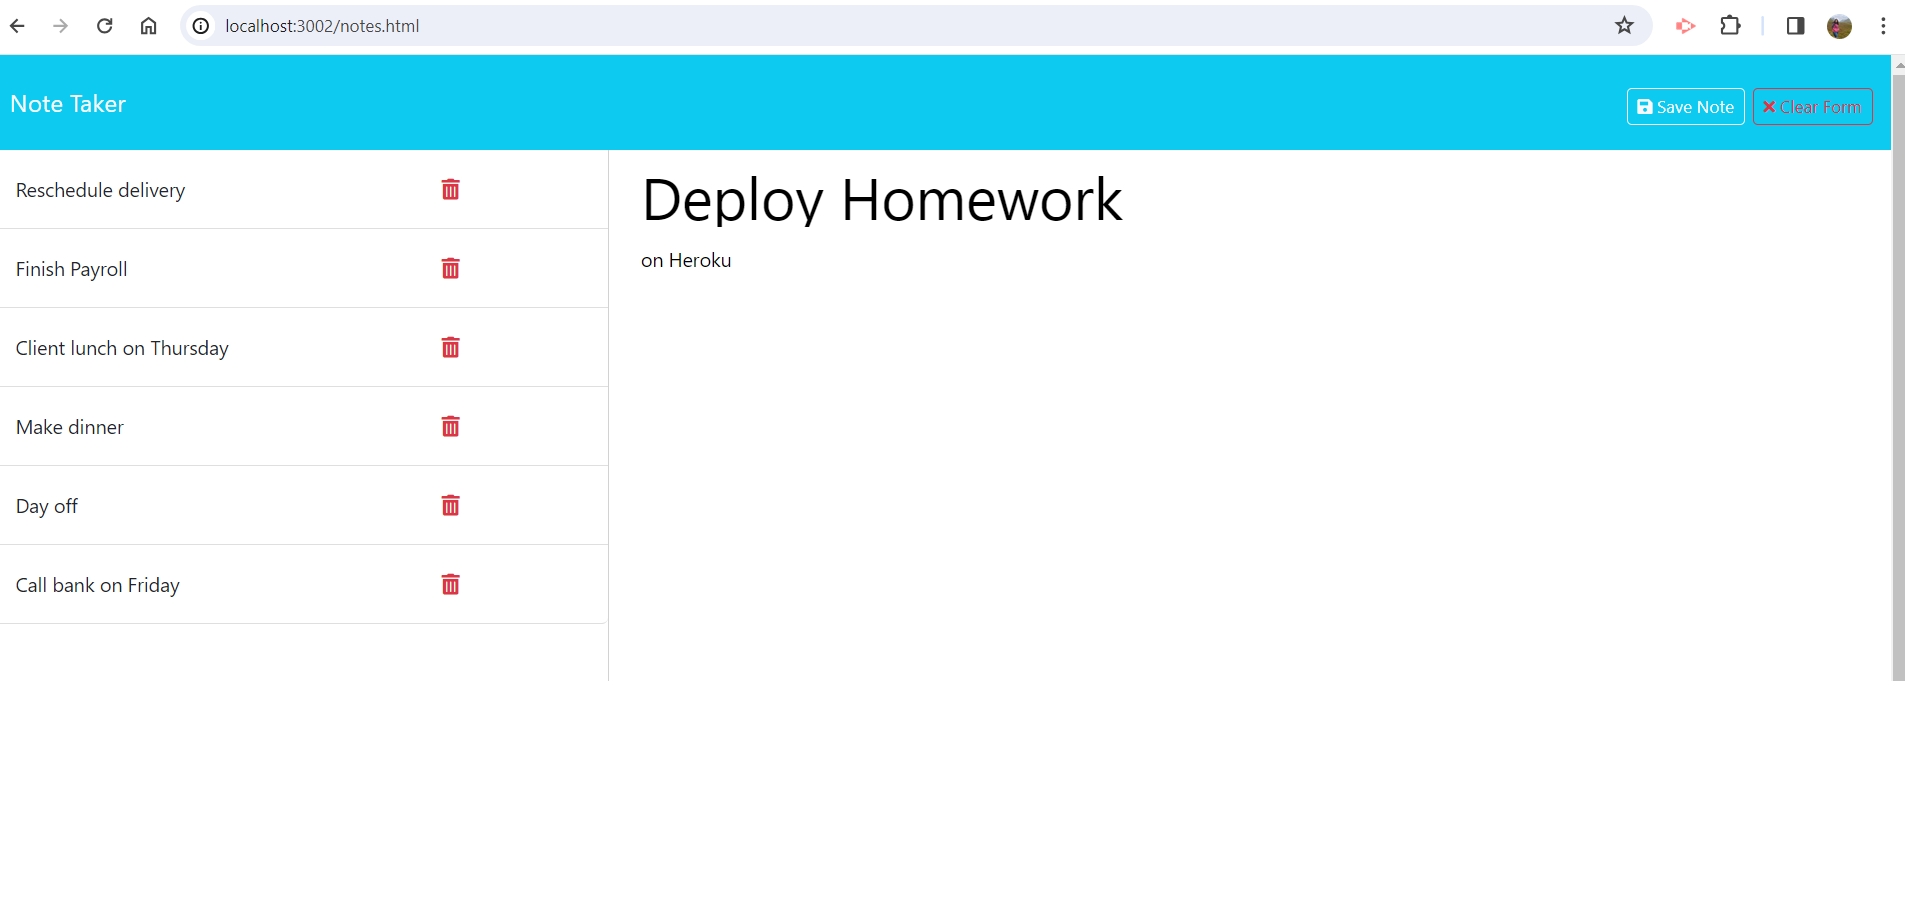 localhost:3002/notes.html
Note Taker
Save Note
Clear Form
Reschedule delivery
Finish Payroll
Client lunch on Thursday
Make dinner
Day off
Call bank on Friday
Deploy Homework
on Heroku